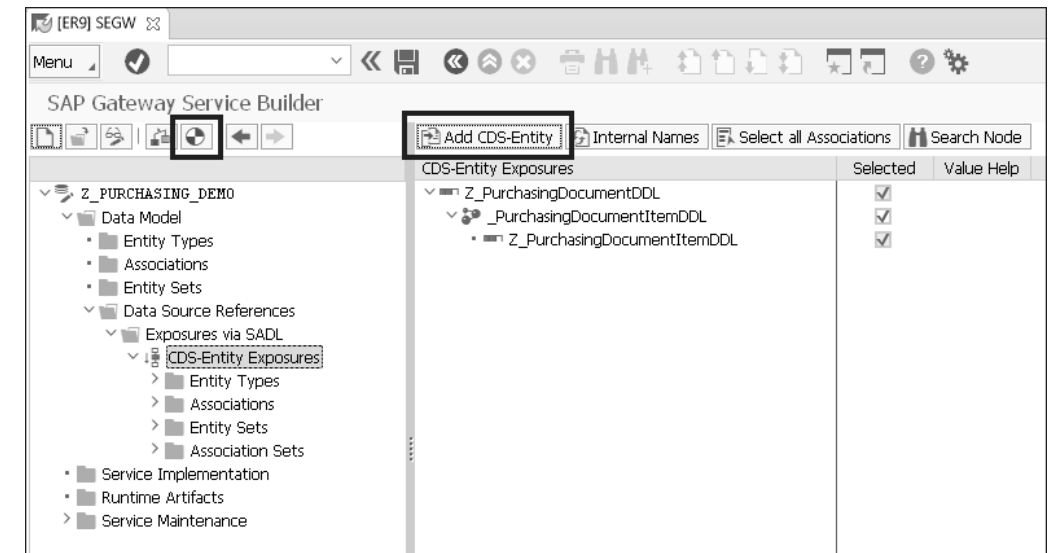 [ER9] SEGW
Menu
SAP Gateway Service Builder
Add CDS-Entity Internal Names Select all Associations Search Node
CDS-Entity Exposures Selected Value Help
Z_PURCHASING_DEMO
Data Model
Entity Types
Associations
Entity Sets
Data Source References
Exposures via SADL
CDS-Entity Exposures
Entity Types
Associations
Entity Sets
Association Sets
Service Implementation
Runtime Artifacts
Service Maintenance
Z_PurchasingDocumentDDL
_PurchasingDocumentItemDDL
Z_PurchasingDocumentItemDDL